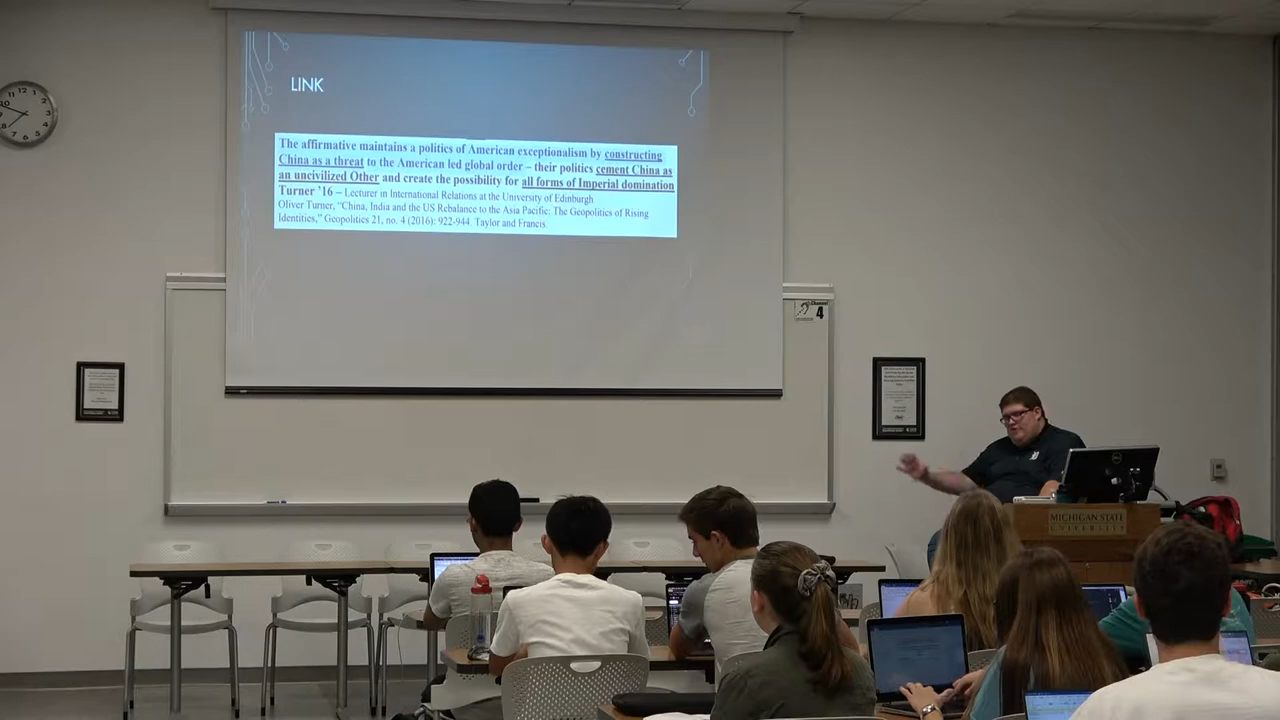 LINK
The affirmative maintains a politics of American exceptionalism by constructing
China as a threat to the American led global order – their politics cement China as
an uncivilized Other and create the possibility for all forms of Imperial domination
Turner '16 – Lecturer in International Relations at the University of Edinburgh
Oliver Turner, "China, India and the US Rebalance to the Asia Pacific: The Geopolitics of Rising
Identities," Geopolitics 21, no. 4 (2016): 922-944. Taylor and Francis.
Channel
4
MICHIGAN STATE
UNIVERSITY